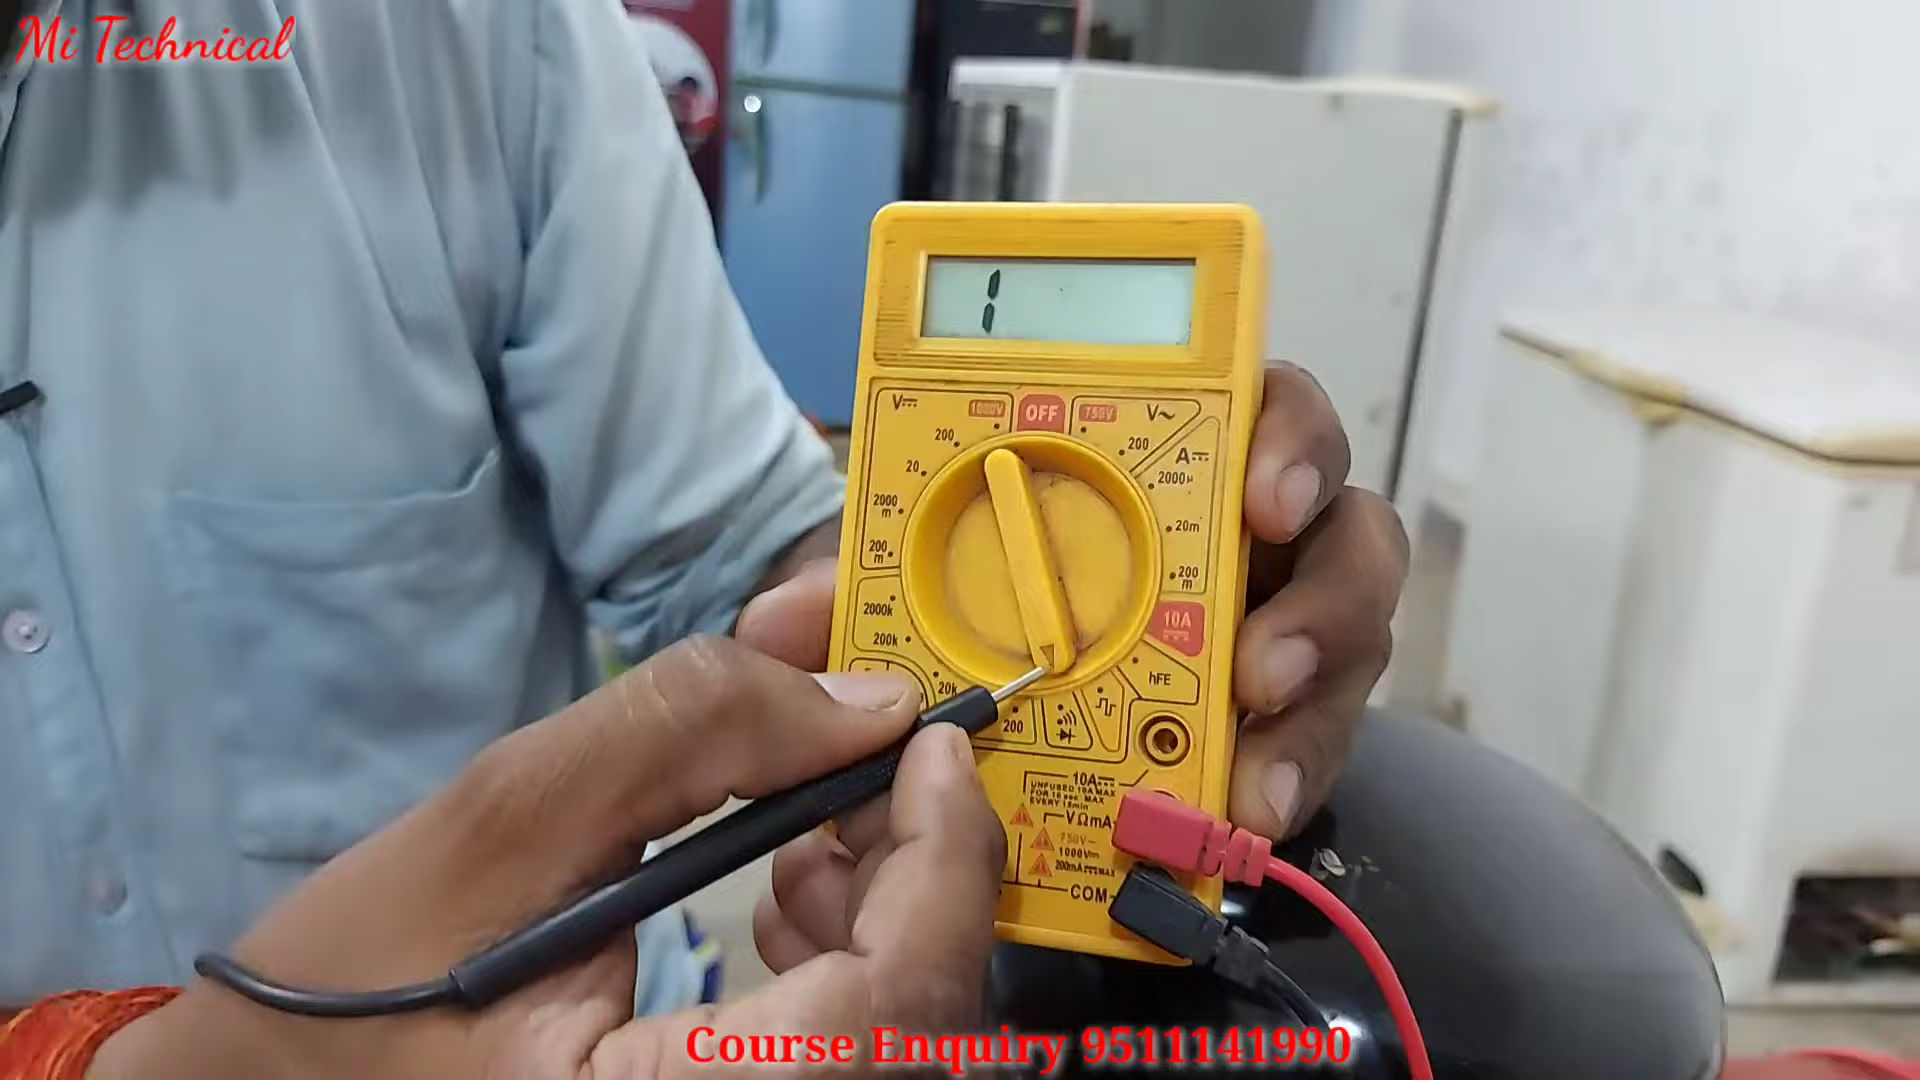 Mi Technical
1
V⎓
1000V
OFF
750V
V~
200
200
A⎓
20
2000µ
2000
m
20m
200
m
200
m
2000k
10A
200k
20k
hFE
200
10A⎓
UNFUSED 10A MAX
FOR 10 sec MAX
EVERY 15min
VΩmA
750V~
1000V⎓
200mA⎓MAX
COM
Course Enquiry 9511141990